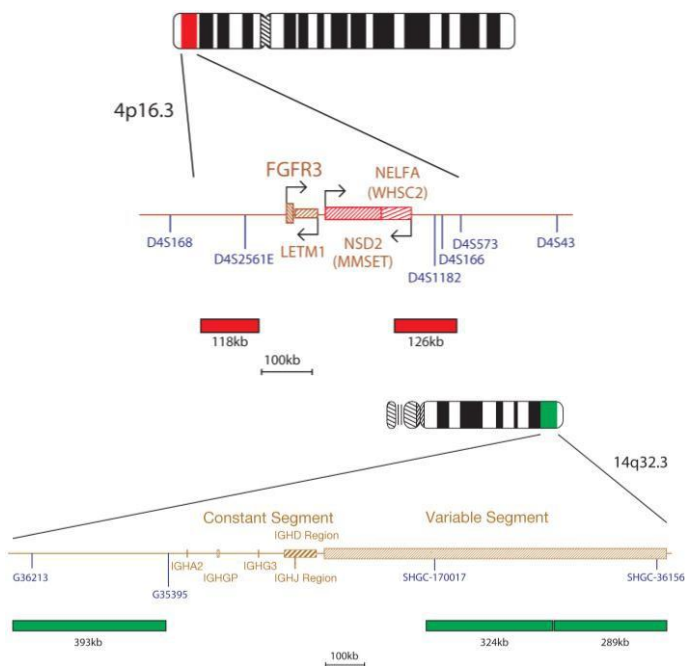 4p16.3
FGFR3
NELFA
(WHSC2)
LETM1
NSD2
(MMSET)
D4S168
D4S2561E
D4S1182
D4S166
D4S573
D4S43
118kb
126kb
100kb
14q32.3
Constant Segment
Variable Segment
IGHD Region
G36213
G35395
IGHA2
IGHGP
IGHG3
IGHJ Region
SHGC-170017
SHGC-36156
393kb
324kb
289kb
100kb